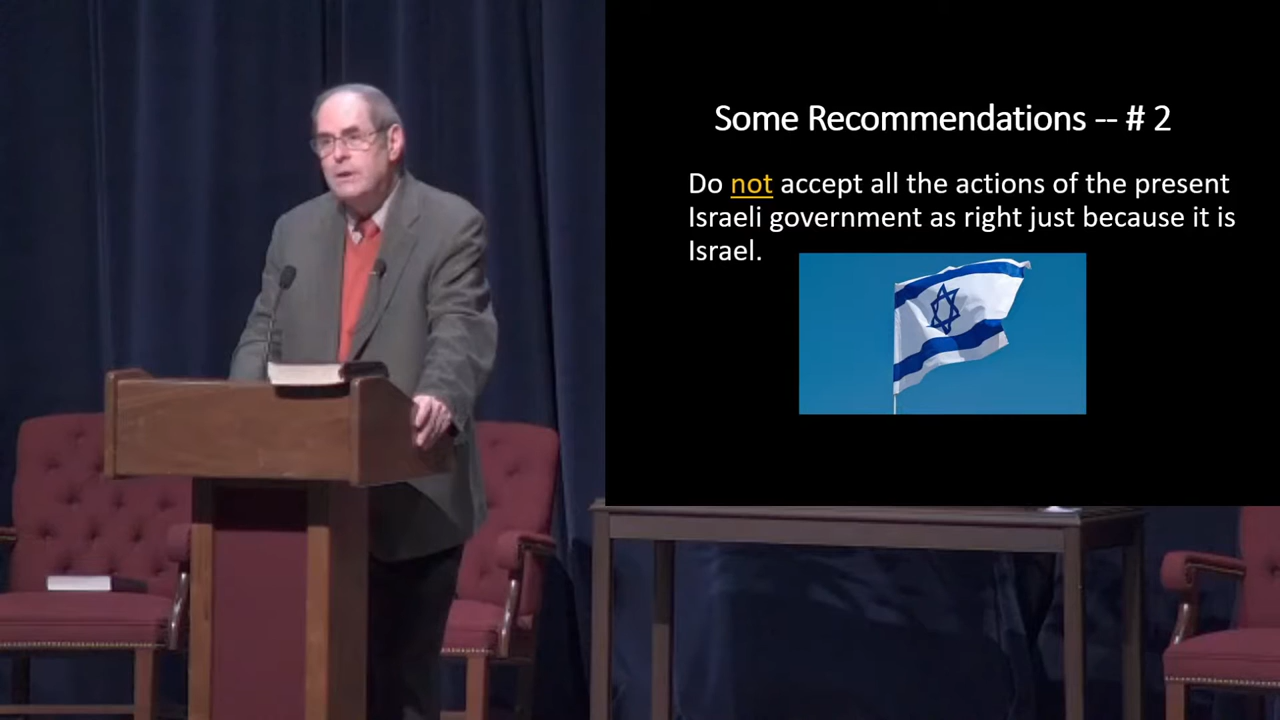 Some Recommendations -- # 2
Do not accept all the actions of the present
Israeli government as right just because it is
Israel.